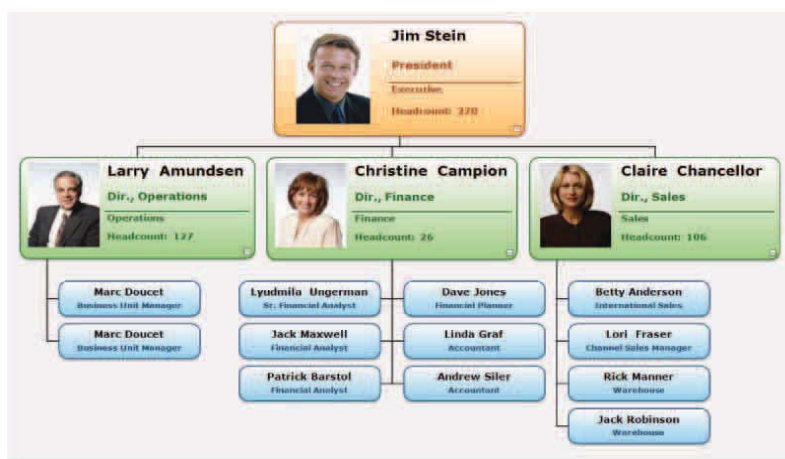 Jim Stein
President
Executive
Headcount: 270
Larry Amundsen
Dir., Operations
Operations
Headcount: 127
Christine Campion
Dir., Finance
Finance
Headcount: 26
Claire Chancellor
Dir., Sales
Sales
Headcount: 106
Marc Doucet
Business Unit Manager
Marc Doucet
Business Unit Manager
Lyudmila Ungerman
Sr. Financial Analyst
Jack Maxwell
Financial Analyst
Patrick Barstol
Financial Analyst
Dave Jones
Financial Planner
Linda Graf
Accountant
Andrew Siler
Accountant
Betty Anderson
International Sales
Lori Fraser
Channel Sales Manager
Rick Manner
Warehouse
Jack Robinson
Warehouse